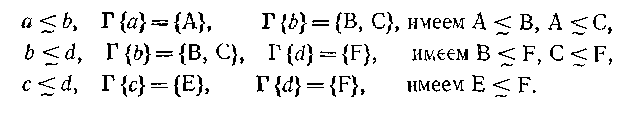 a ≲ b, Γ {a} = {A}, Γ {b} = {B, C}, имеем A ≲ B, A ≲ C,
b ≲ d, Γ {b} = {B, C}, Γ {d} = {F}, имеем B ≲ F, C ≲ F,
c ≲ d, Γ {c} = {E}, Γ {d} = {F}, имеем E ≲ F.